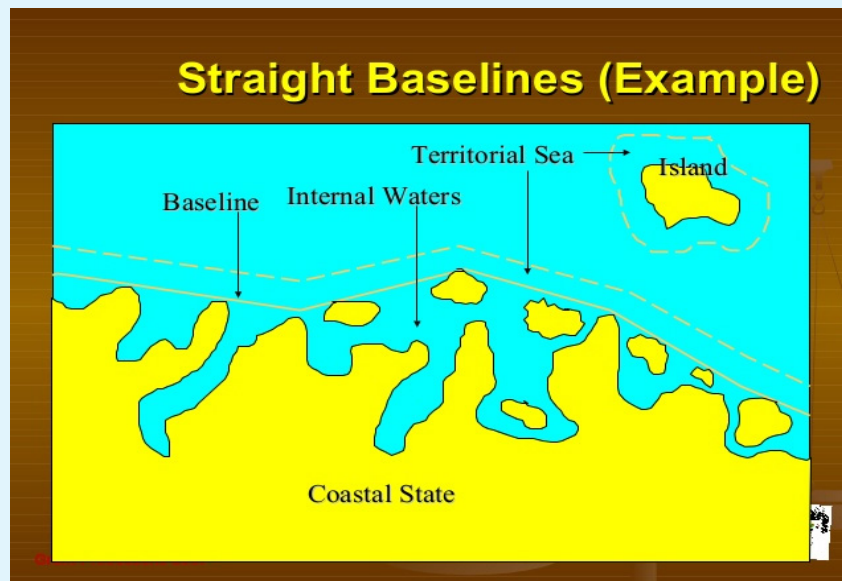 Straight Baselines (Example)
Territorial Sea
Island
Baseline
Internal Waters
Coastal State